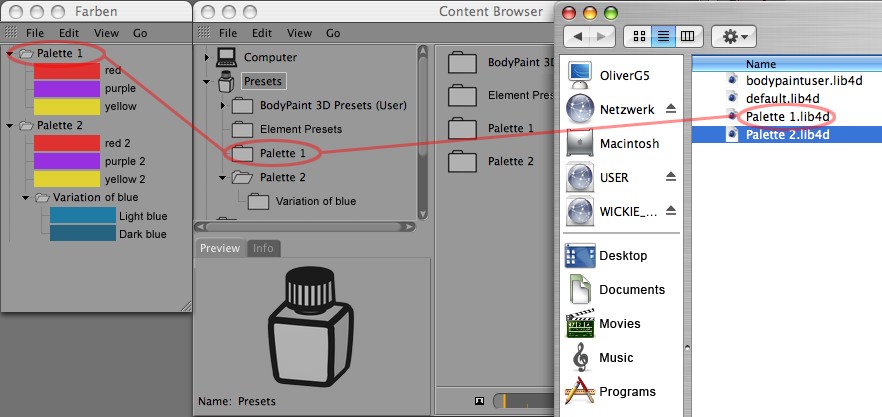 Farben
File Edit View Go
Palette 1
red
purple
yellow
Palette 2
red 2
purple 2
yellow 2
Variation of blue
Light blue
Dark blue
Content Browser
File Edit View Go
Computer
Presets
BodyPaint 3D Presets (User)
Element Presets
Palette 1
Palette 2
Variation of blue
Preview Info
Name: Presets
BodyPaint 3D
Element Pres
Palette 1
Palette 2
OliverG5
Netzwerk
Macintosh
USER
WICKIE_...
Desktop
Documents
Movies
Music
Programs
Name
bodypaintuser.lib4d
default.lib4d
Palette 1.lib4d
Palette 2.lib4d